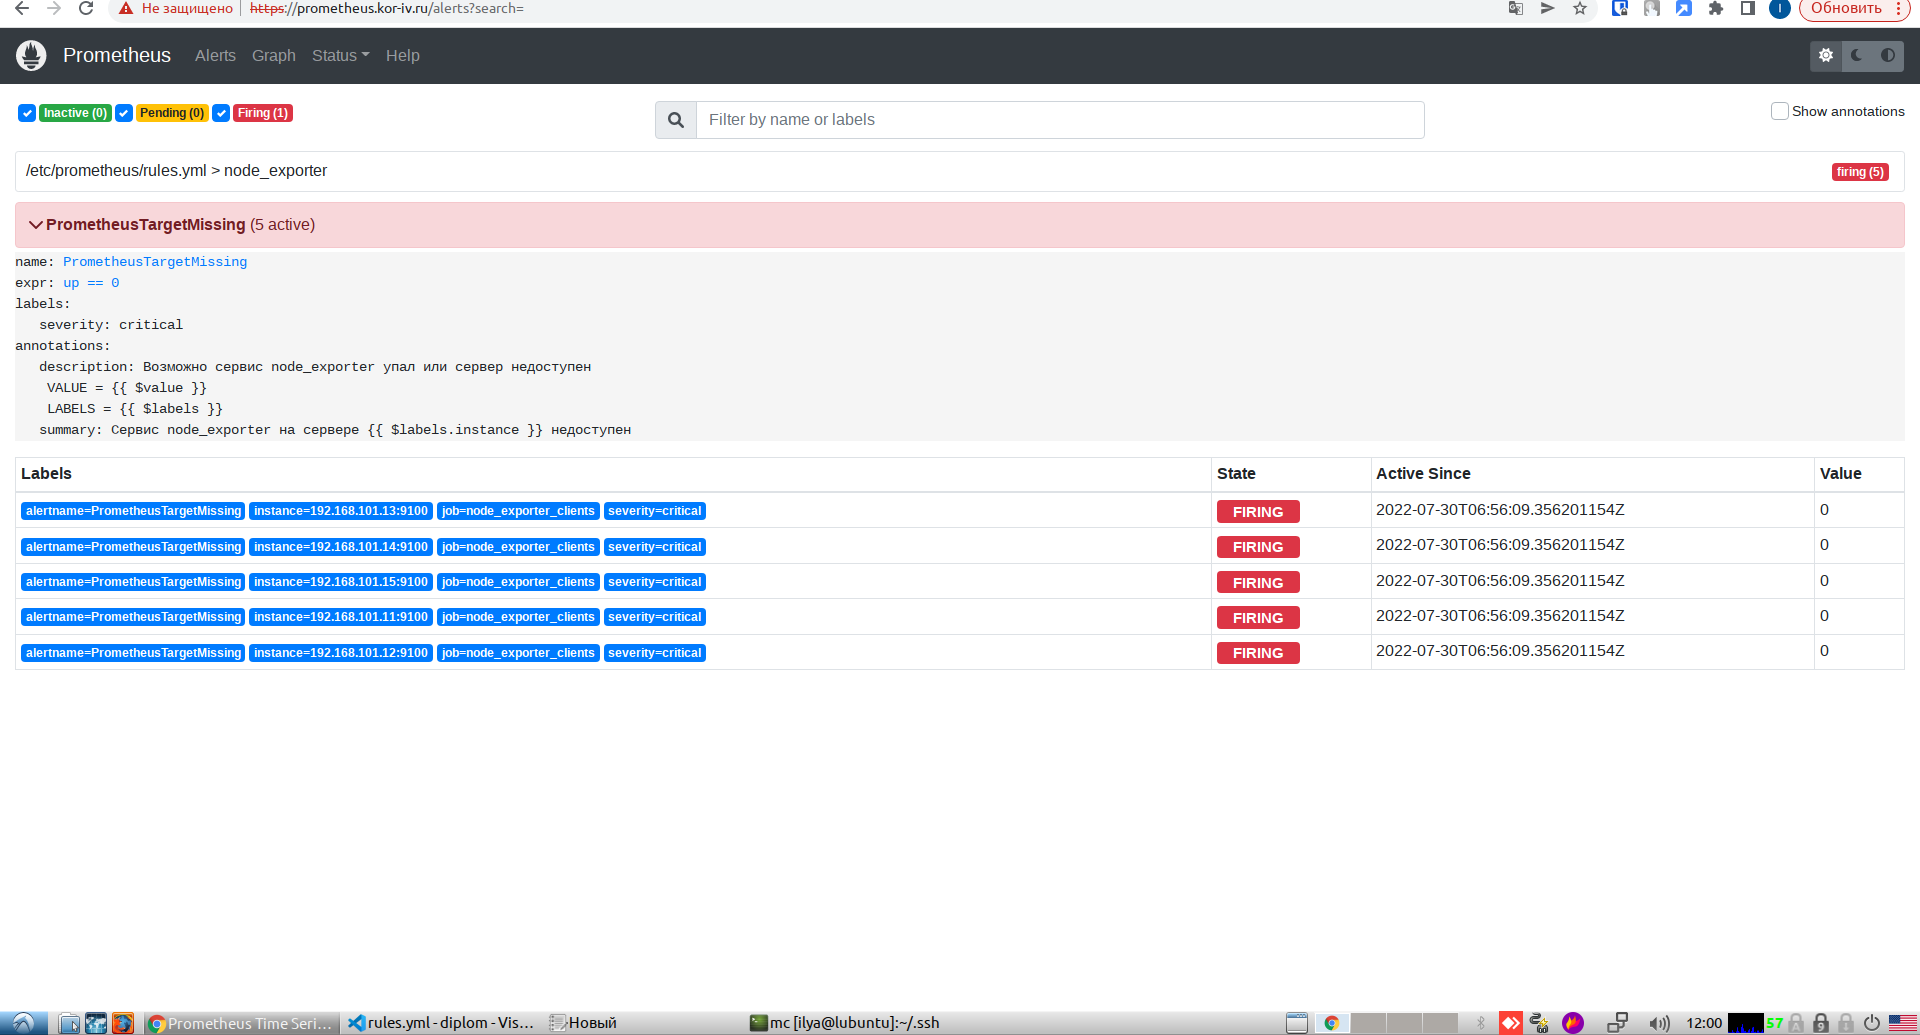 Не защищено https://prometheus.kor-iv.ru/alerts?search= Обновить
Prometheus Alerts Graph Status Help
Inactive (0) Pending (0) Firing (1) Filter by name or labels Show annotations
/etc/prometheus/rules.yml > node_exporter firing (5)
PrometheusTargetMissing (5 active)
name: PrometheusTargetMissing
expr: up == 0
labels:
severity: critical
annotations:
description: Возможно сервис node_exporter упал или сервер недоступен
VALUE = {{ $value }}
LABELS = {{ $labels }}
summary: Сервис node_exporter на сервере {{ $labels.instance }} недоступен
Labels State Active Since Value
alertname=PrometheusTargetMissing instance=192.168.101.13:9100 job=node_exporter_clients severity=critical FIRING 2022-07-30T06:56:09.356201154Z 0
alertname=PrometheusTargetMissing instance=192.168.101.14:9100 job=node_exporter_clients severity=critical FIRING 2022-07-30T06:56:09.356201154Z 0
alertname=PrometheusTargetMissing instance=192.168.101.15:9100 job=node_exporter_clients severity=critical FIRING 2022-07-30T06:56:09.356201154Z 0
alertname=PrometheusTargetMissing instance=192.168.101.11:9100 job=node_exporter_clients severity=critical FIRING 2022-07-30T06:56:09.356201154Z 0
alertname=PrometheusTargetMissing instance=192.168.101.12:9100 job=node_exporter_clients severity=critical FIRING 2022-07-30T06:56:09.356201154Z 0
Prometheus Time Seri... rules.yml - diplom - Vis... Новый mc [ilya@lubuntu]:~/.ssh 12:00 57